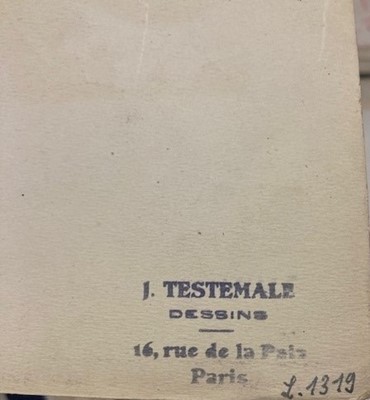 J. TESTEMALE
DESSINS
16, rue de la Paix
Paris
L.1319